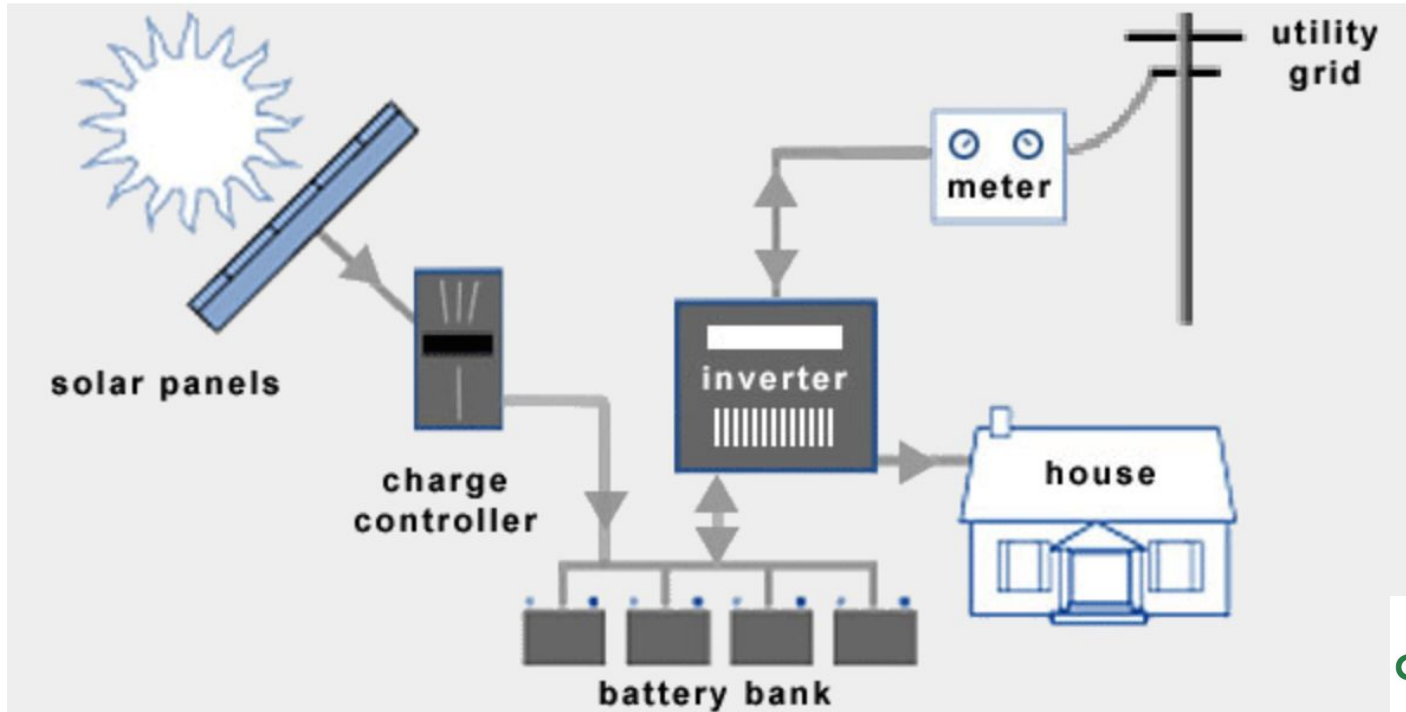 utility
grid
meter
solar panels
inverter
charge
controller
house
battery bank